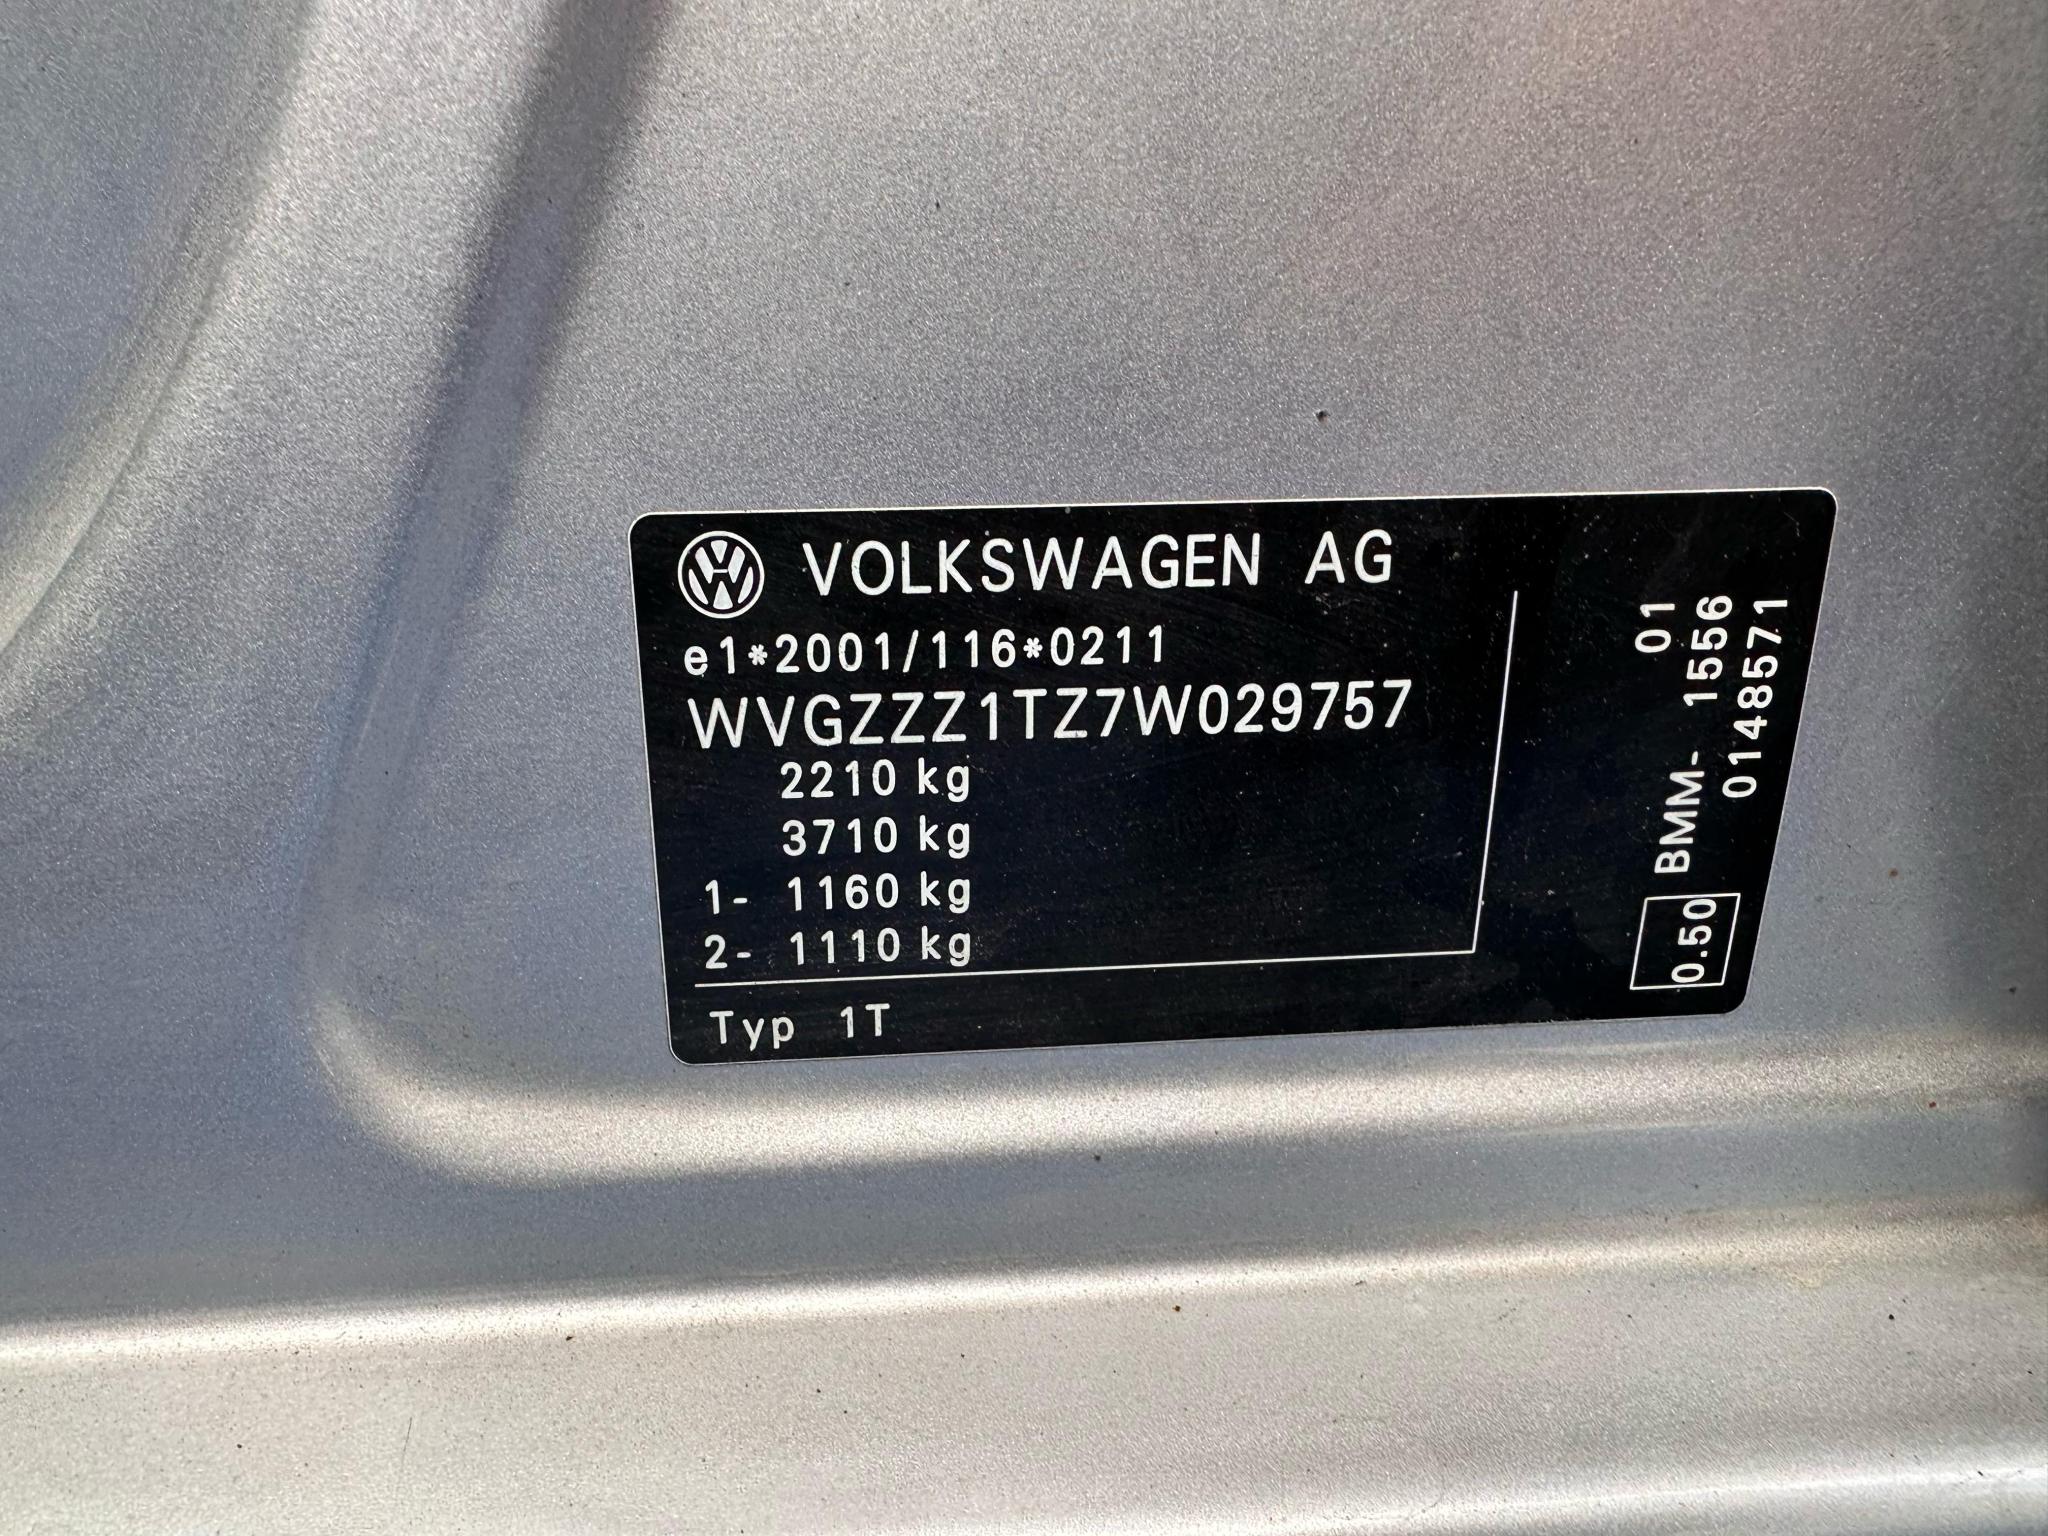 VOLKSWAGEN AG
e1*2001/116*0211
WVGZZZ1TZ7W029757
2210 kg
3710 kg
1- 1160 kg
2- 1110 kg
Typ 1T
01
0.50 BMM- 1556
0148571